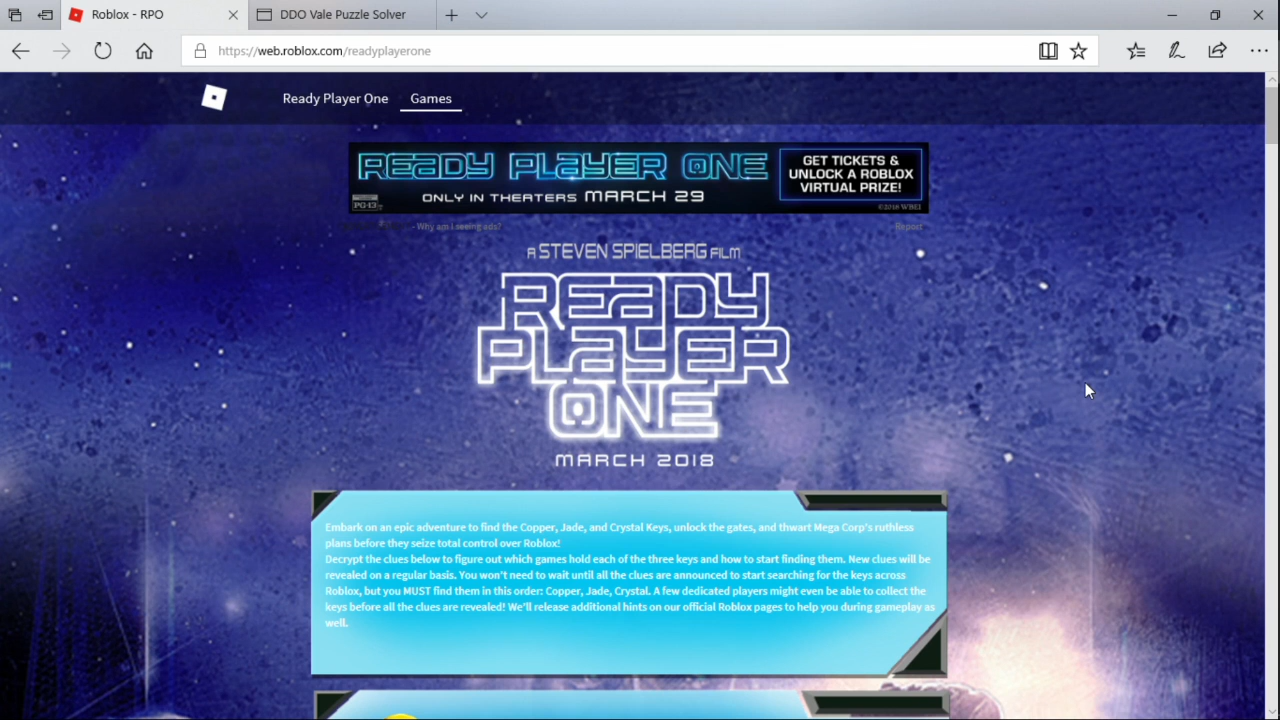 Roblox - RPO
DDO Vale Puzzle Solver
https://web.roblox.com/readyplayerone
Ready Player One
Games
READY PLAYER ONE
ONLY IN THEATERS MARCH 29
GET TICKETS &
UNLOCK A ROBLOX
VIRTUAL PRIZE!
PG-13
©2018 WBEI
- Why am I seeing ads?
Report
A STEVEN SPIELBERG FILM
READY
PLAYER
ONE
MARCH 2018
Embark on an epic adventure to find the Copper, Jade, and Crystal Keys, unlock the gates, and thwart Mega Corp's ruthless
plans before they seize total control over Roblox!
Decrypt the clues below to figure out which games hold each of the three keys and how to start finding them. New clues will be
revealed on a regular basis. You won't need to wait until all the clues are announced to start searching for the keys across
Roblox, but you MUST find them in this order: Copper, Jade, Crystal. A few dedicated players might even be able to collect the
keys before all the clues are revealed! We'll release additional hints on our official Roblox pages to help you during gameplay as
well.